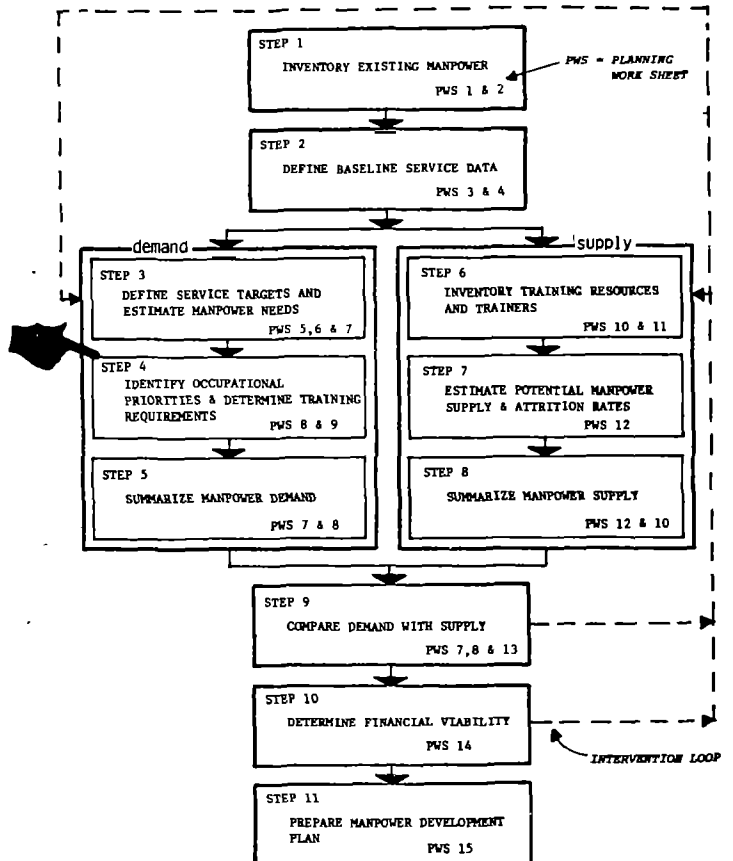 STEP 1
INVENTORY EXISTING MANPOWER
PWS 1 & 2
PWS = PLANNING
WORK SHEET
STEP 2
DEFINE BASELINE SERVICE DATA
PWS 3 & 4
demand
STEP 3
DEFINE SERVICE TARGETS AND
ESTIMATE MANPOWER NEEDS
PWS 5,6 & 7
STEP 4
IDENTIFY OCCUPATIONAL
PRIORITIES & DETERMINE TRAINING
REQUIREMENTS
PWS 8 & 9
STEP 5
SUMMARIZE MANPOWER DEMAND
PWS 7 & 8
supply
STEP 6
INVENTORY TRAINING RESOURCES
AND TRAINERS
PWS 10 & 11
STEP 7
ESTIMATE POTENTIAL MANPOWER
SUPPLY & ATTRITION RATES
PWS 12
STEP 8
SUMMARIZE MANPOWER SUPPLY
PWS 12 & 10
STEP 9
COMPARE DEMAND WITH SUPPLY
PWS 7,8 & 13
STEP 10
DETERMINE FINANCIAL VIABILITY
PWS 14
INTERVENTION LOOP
STEP 11
PREPARE MANPOWER DEVELOPMENT
PLAN
PWS 15